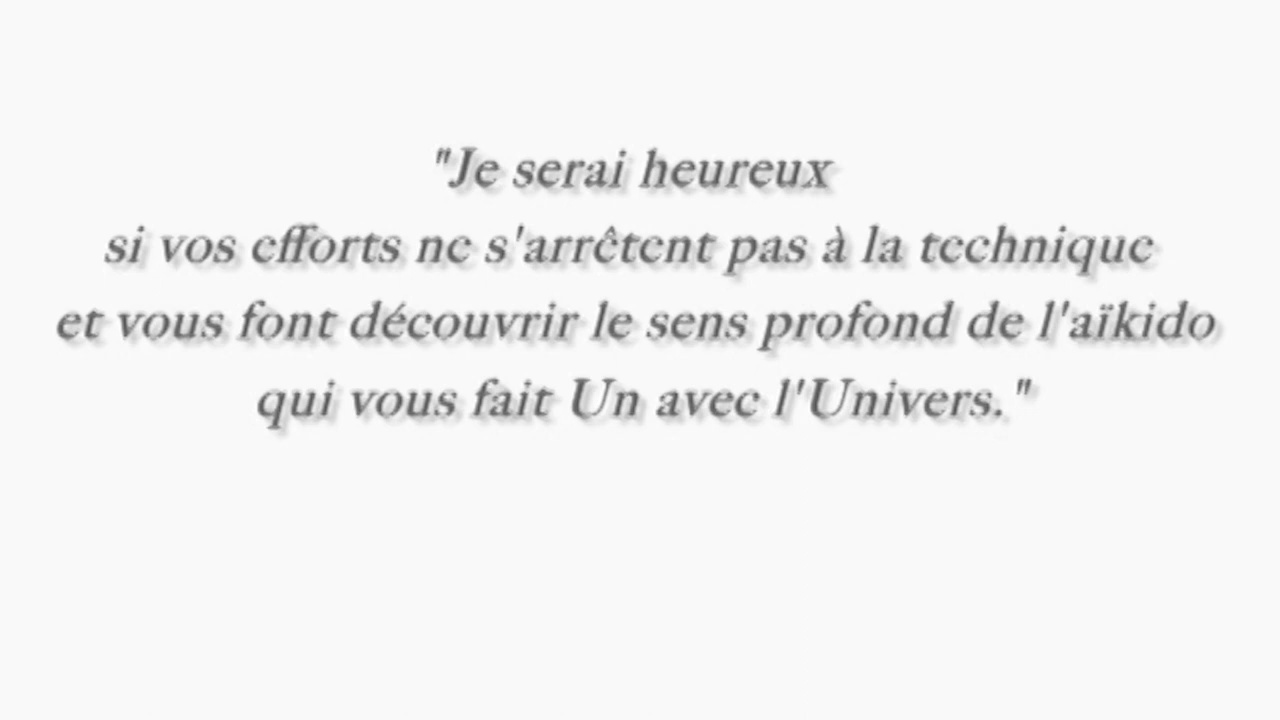 "Je serai heureux
si vos efforts ne s'arrêtent pas à la technique
et vous font découvrir le sens profond de l'aïkido
qui vous fait Un avec l'Univers."